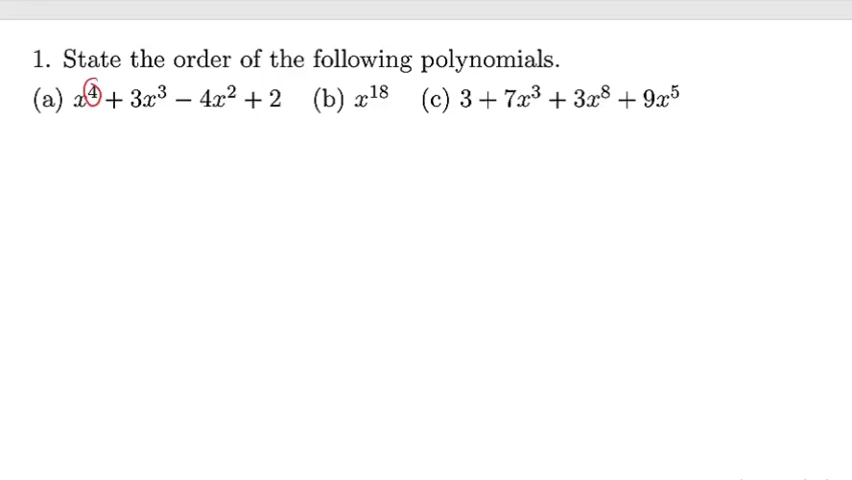 1. State the order of the following polynomials.
(a) x⁴ + 3x³ − 4x² + 2 (b) x¹⁸ (c) 3 + 7x³ + 3x⁸ + 9x⁵